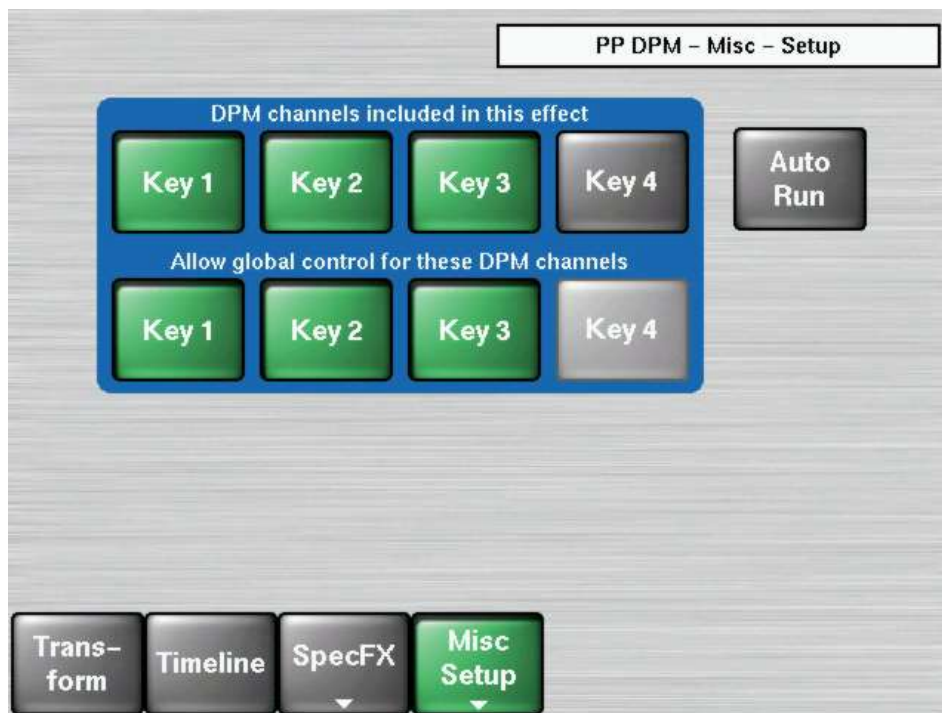 PP DPM – Misc – Setup
DPM channels included in this effect
Key 1 Key 2 Key 3 Key 4
Auto
Run
Allow global control for these DPM channels
Key 1 Key 2 Key 3 Key 4
Trans–
form
Timeline
SpecFX
Misc
Setup